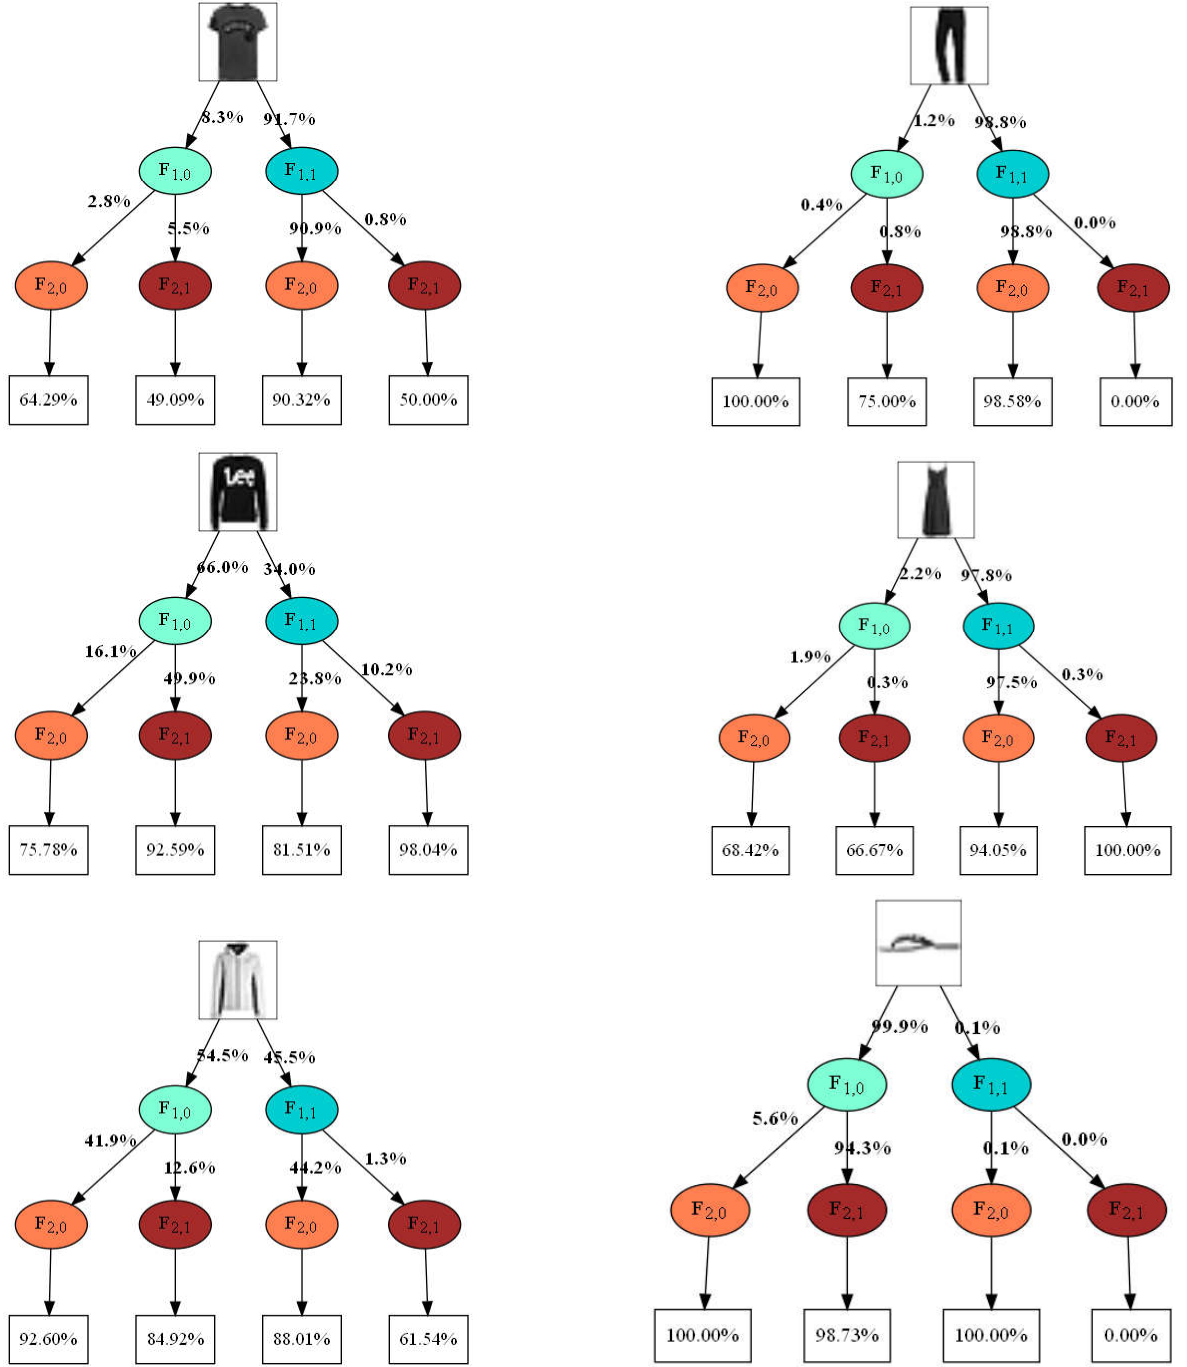 8.3% 91.7%
F1,0 F1,1
2.8% 5.5% 90.9% 0.8%
F2,0 F2,1 F2,0 F2,1
64.29% 49.09% 90.32% 50.00%
1.2% 98.8%
F1,0 F1,1
0.4% 0.8% 98.8% 0.0%
F2,0 F2,1 F2,0 F2,1
100.00% 75.00% 98.58% 0.00%
Lee
66.0% 34.0%
F1,0 F1,1
16.1% 49.9% 23.8% 10.2%
F2,0 F2,1 F2,0 F2,1
75.78% 92.59% 81.51% 98.04%
2.2% 97.8%
F1,0 F1,1
1.9% 0.3% 97.5% 0.3%
F2,0 F2,1 F2,0 F2,1
68.42% 66.67% 94.05% 100.00%
54.5% 45.5%
F1,0 F1,1
41.9% 12.6% 44.2% 1.3%
F2,0 F2,1 F2,0 F2,1
92.60% 84.92% 88.01% 61.54%
99.9% 0.1%
F1,0 F1,1
5.6% 94.3% 0.1% 0.0%
F2,0 F2,1 F2,0 F2,1
100.00% 98.73% 100.00% 0.00%